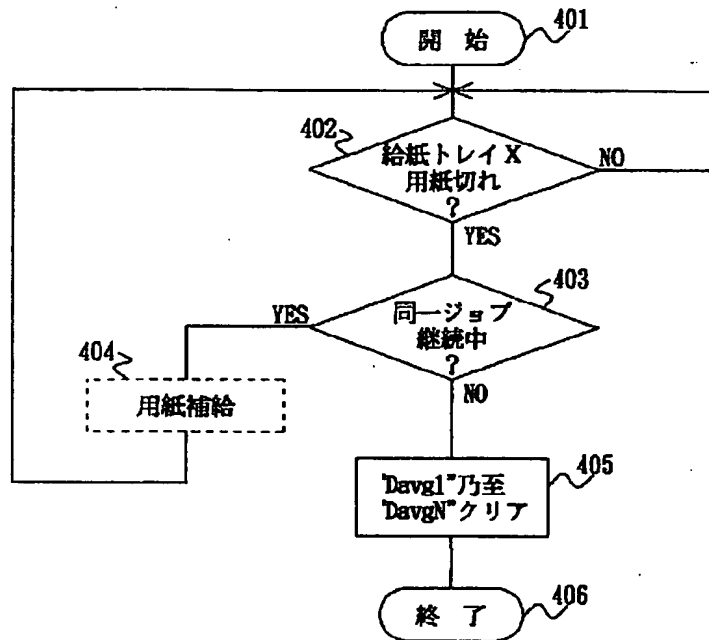 開 始
401
402
給紙トレイX
用紙切れ
?
NO
YES
403
同一ジョブ
継続中
?
YES
NO
404
用紙補給
"Davg1"乃至
"DavgN"クリア
405
終 了
406